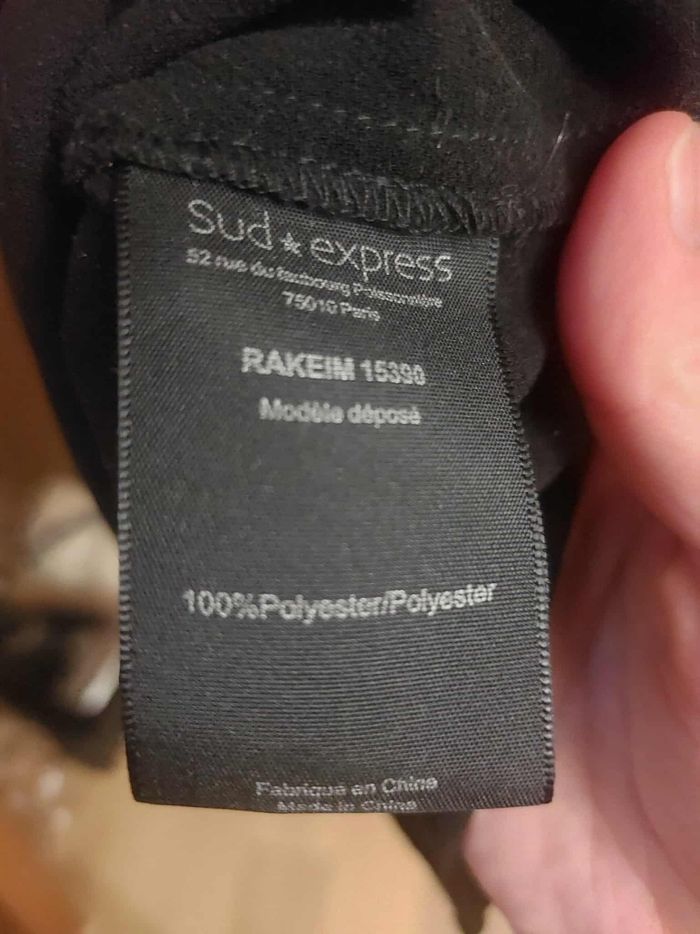 Sud★express
52 rue du faubourg Poissonnière
75010 Paris
RAKEIM 15390
Modèle déposé
100%Polyester/Polyester
Fabriqué en Chine
Made in China